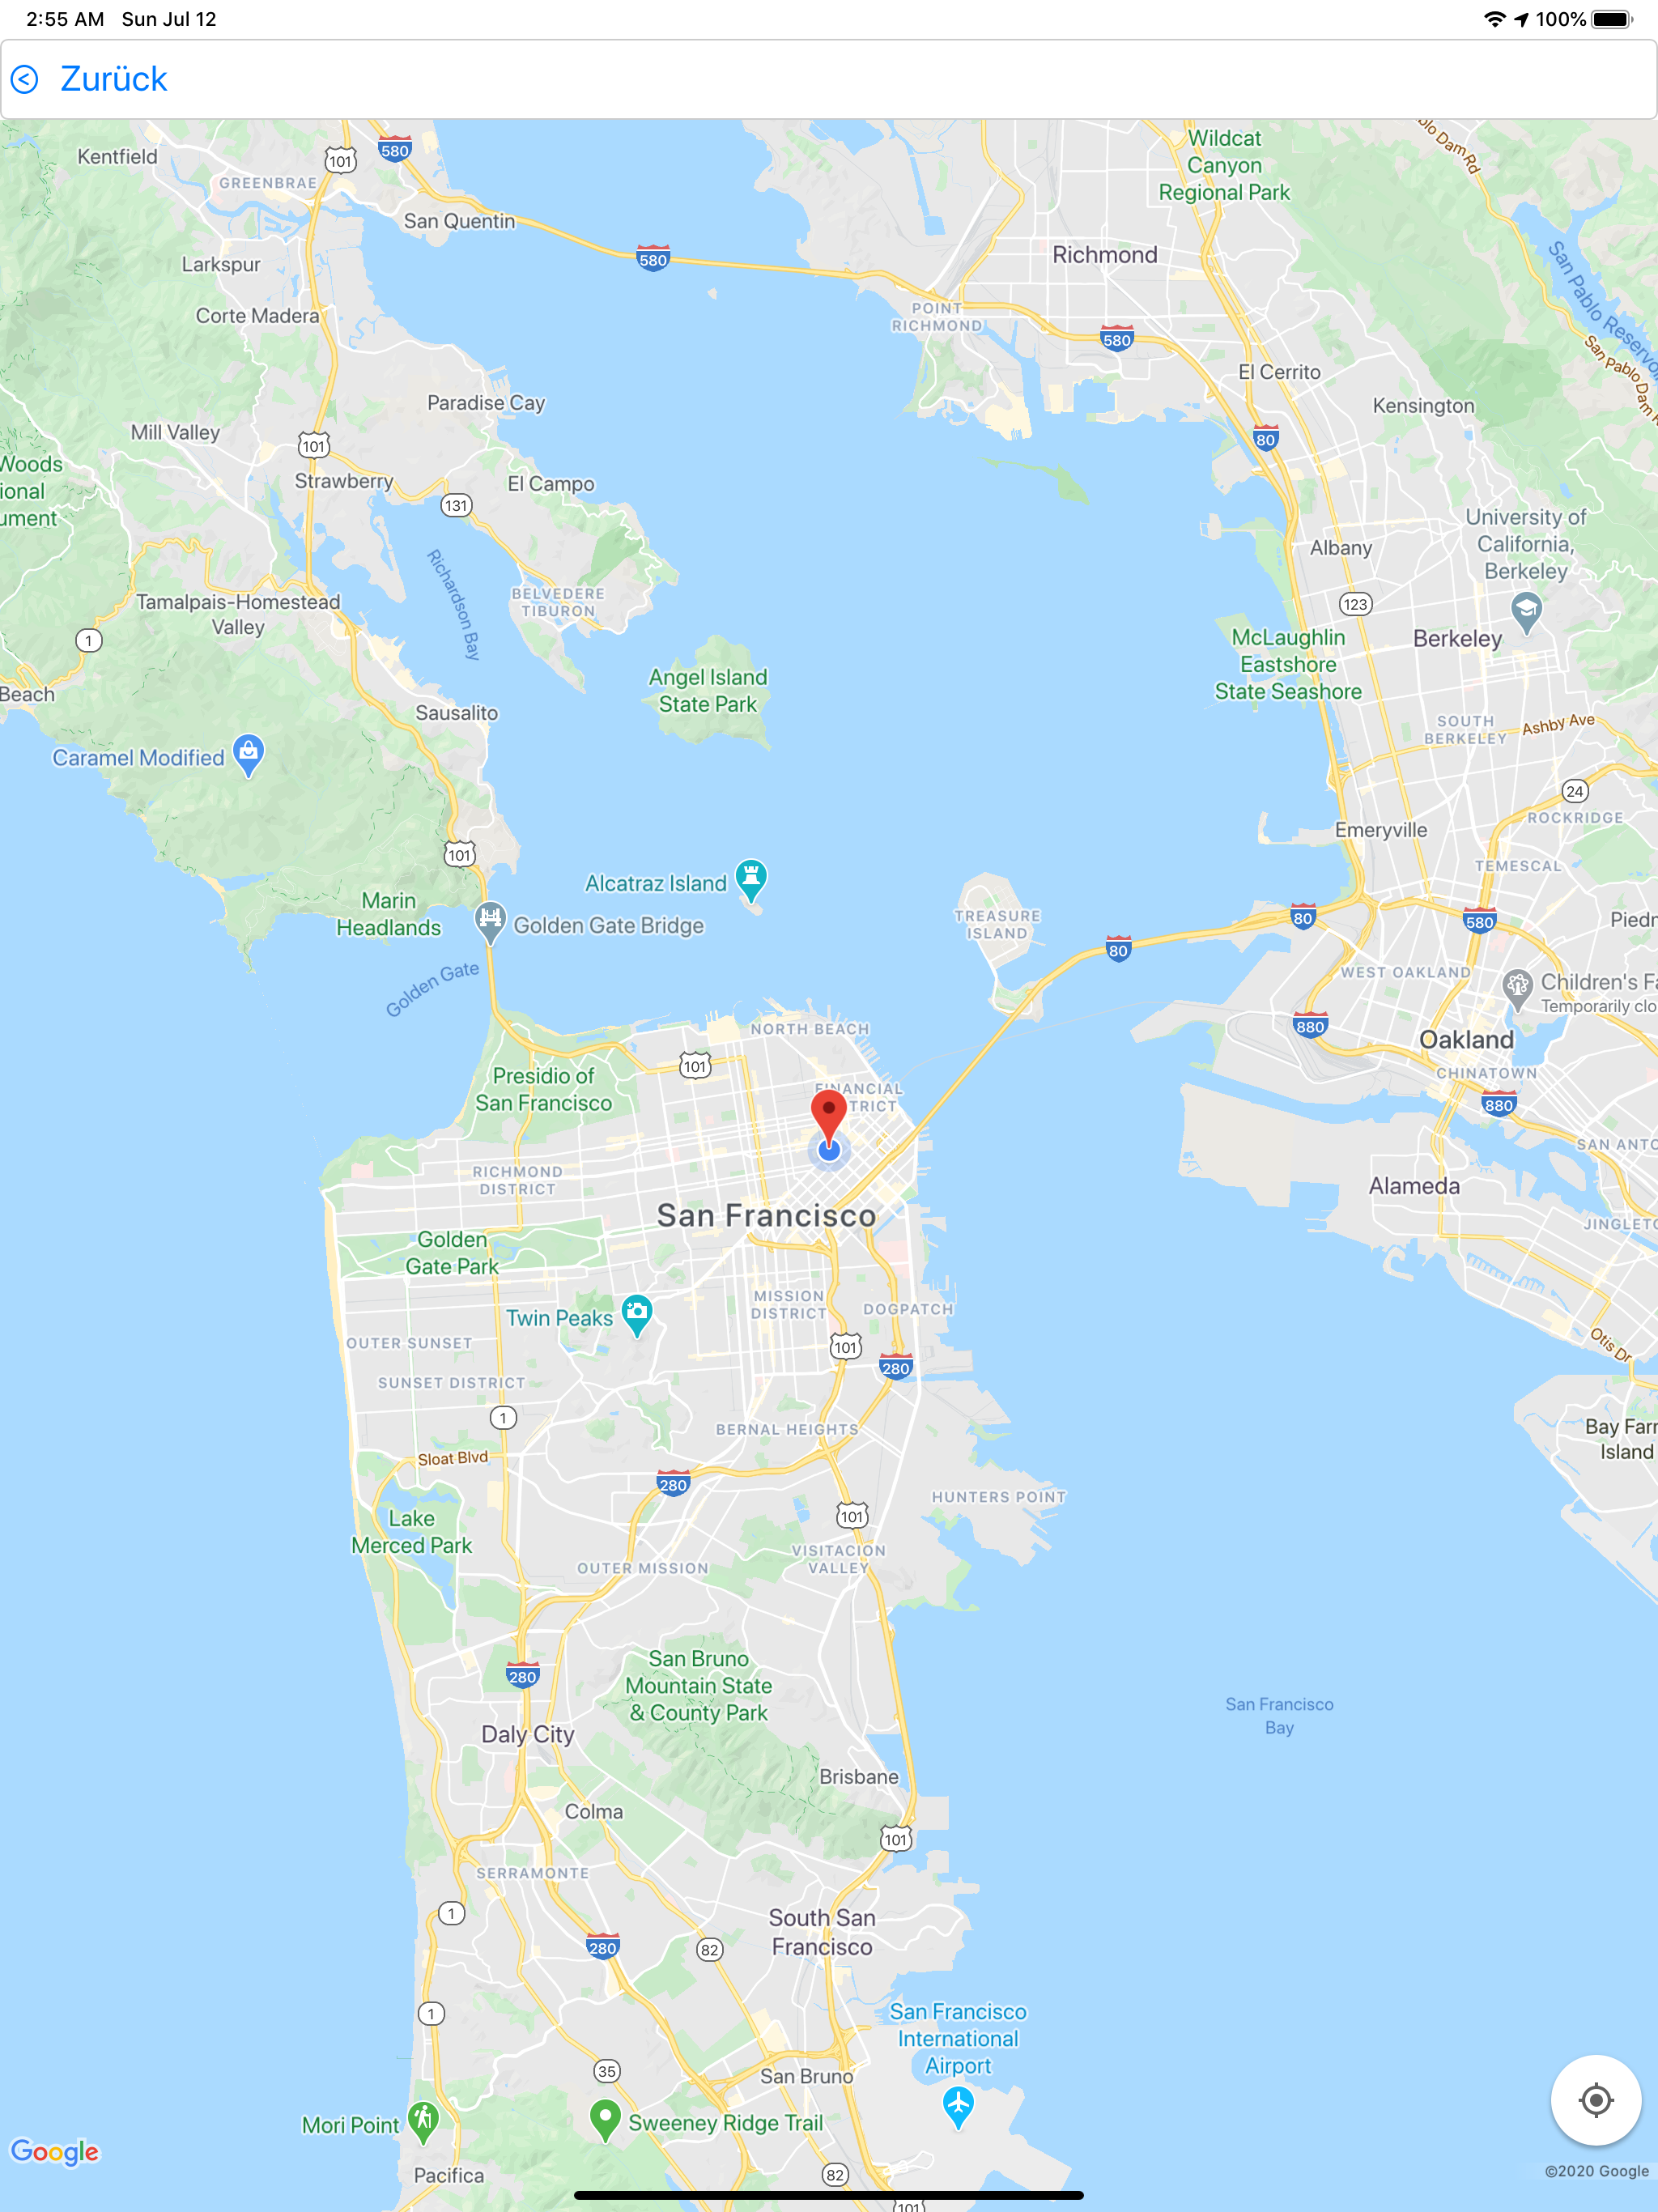 2:55 AM Sun Jul 12
100%
Zurück
Kentfield
GREENBRAE
101
580
San Quentin
Larkspur
580
Corte Madera
Wildcat
Canyon
Regional Park
Richmond
POINT
RICHMOND
580
San Pablo Reservoir
El Cerrito
Kensington
80
Paradise Cay
Mill Valley
101
Strawberry
El Campo
131
Woods
ional
ument
Richardson Bay
BELVEDERE
TIBURON
Tamalpais-Homestead
Valley
1
Beach
University of
California,
Berkeley
Albany
123
Berkeley
McLaughlin
Eastshore
State Seashore
Angel Island
State Park
Sausalito
Caramel Modified
SOUTH
BERKELEY
Ashby Ave
24
ROCKRIDGE
Emeryville
TEMESCAL
101
Marin
Headlands
Alcatraz Island
Golden Gate Bridge
Golden Gate
TREASURE
ISLAND
80
80
580
Piedr
WEST OAKLAND
Children's Fa
Temporarily clo
880
Oakland
CHINATOWN
880
SAN ANTO
Alameda
JINGLETO
NORTH BEACH
101
Presidio of
San Francisco
FINANCIAL
TRICT
RICHMOND
DISTRICT
San Francisco
Golden
Gate Park
MISSION
DISTRICT
DOGPATCH
Twin Peaks
OUTER SUNSET
101
280
SUNSET DISTRICT
1
BERNAL HEIGHTS
Otis Dr
Bay Farr
Island
Sloat Blvd
280
HUNTERS POINT
101
Lake
Merced Park
VISITACION
VALLEY
OUTER MISSION
280
San Bruno
Mountain State
& County Park
San Francisco
Bay
Daly City
Brisbane
Colma
101
SERRAMONTE
1
South San
Francisco
280
82
1
San Francisco
International
Airport
35
San Bruno
Mori Point
Sweeney Ridge Trail
Google
Pacifica
82
101
©2020 Google